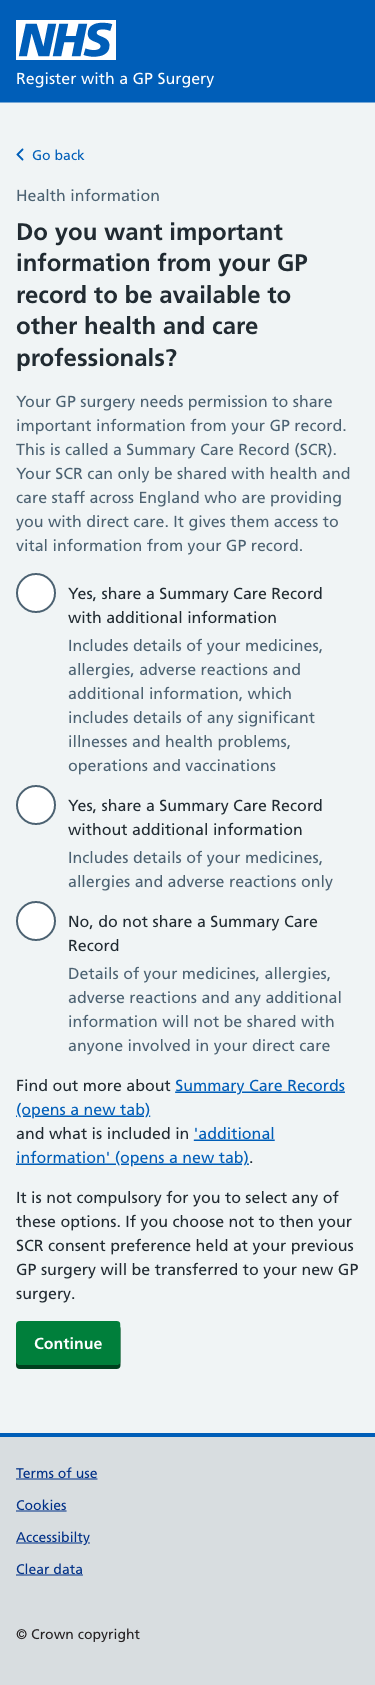 NHS
Register with a GP Surgery
Go back
Health information
Do you want important
information from your GP
record to be available to
other health and care
professionals?
Your GP surgery needs permission to share
important information from your GP record.
This is called a Summary Care Record (SCR).
Your SCR can only be shared with health and
care staff across England who are providing
you with direct care. It gives them access to
vital information from your GP record.
Yes, share a Summary Care Record
with additional information
Includes details of your medicines,
allergies, adverse reactions and
additional information, which
includes details of any significant
illnesses and health problems,
operations and vaccinations
Yes, share a Summary Care Record
without additional information
Includes details of your medicines,
allergies and adverse reactions only
No, do not share a Summary Care
Record
Details of your medicines, allergies,
adverse reactions and any additional
information will not be shared with
anyone involved in your direct care
Find out more about Summary Care Records
(opens a new tab)
and what is included in 'additional
information' (opens a new tab).
It is not compulsory for you to select any of
these options. If you choose not to then your
SCR consent preference held at your previous
GP surgery will be transferred to your new GP
surgery.
Continue
Terms of use
Cookies
Accessibilty
Clear data
© Crown copyright